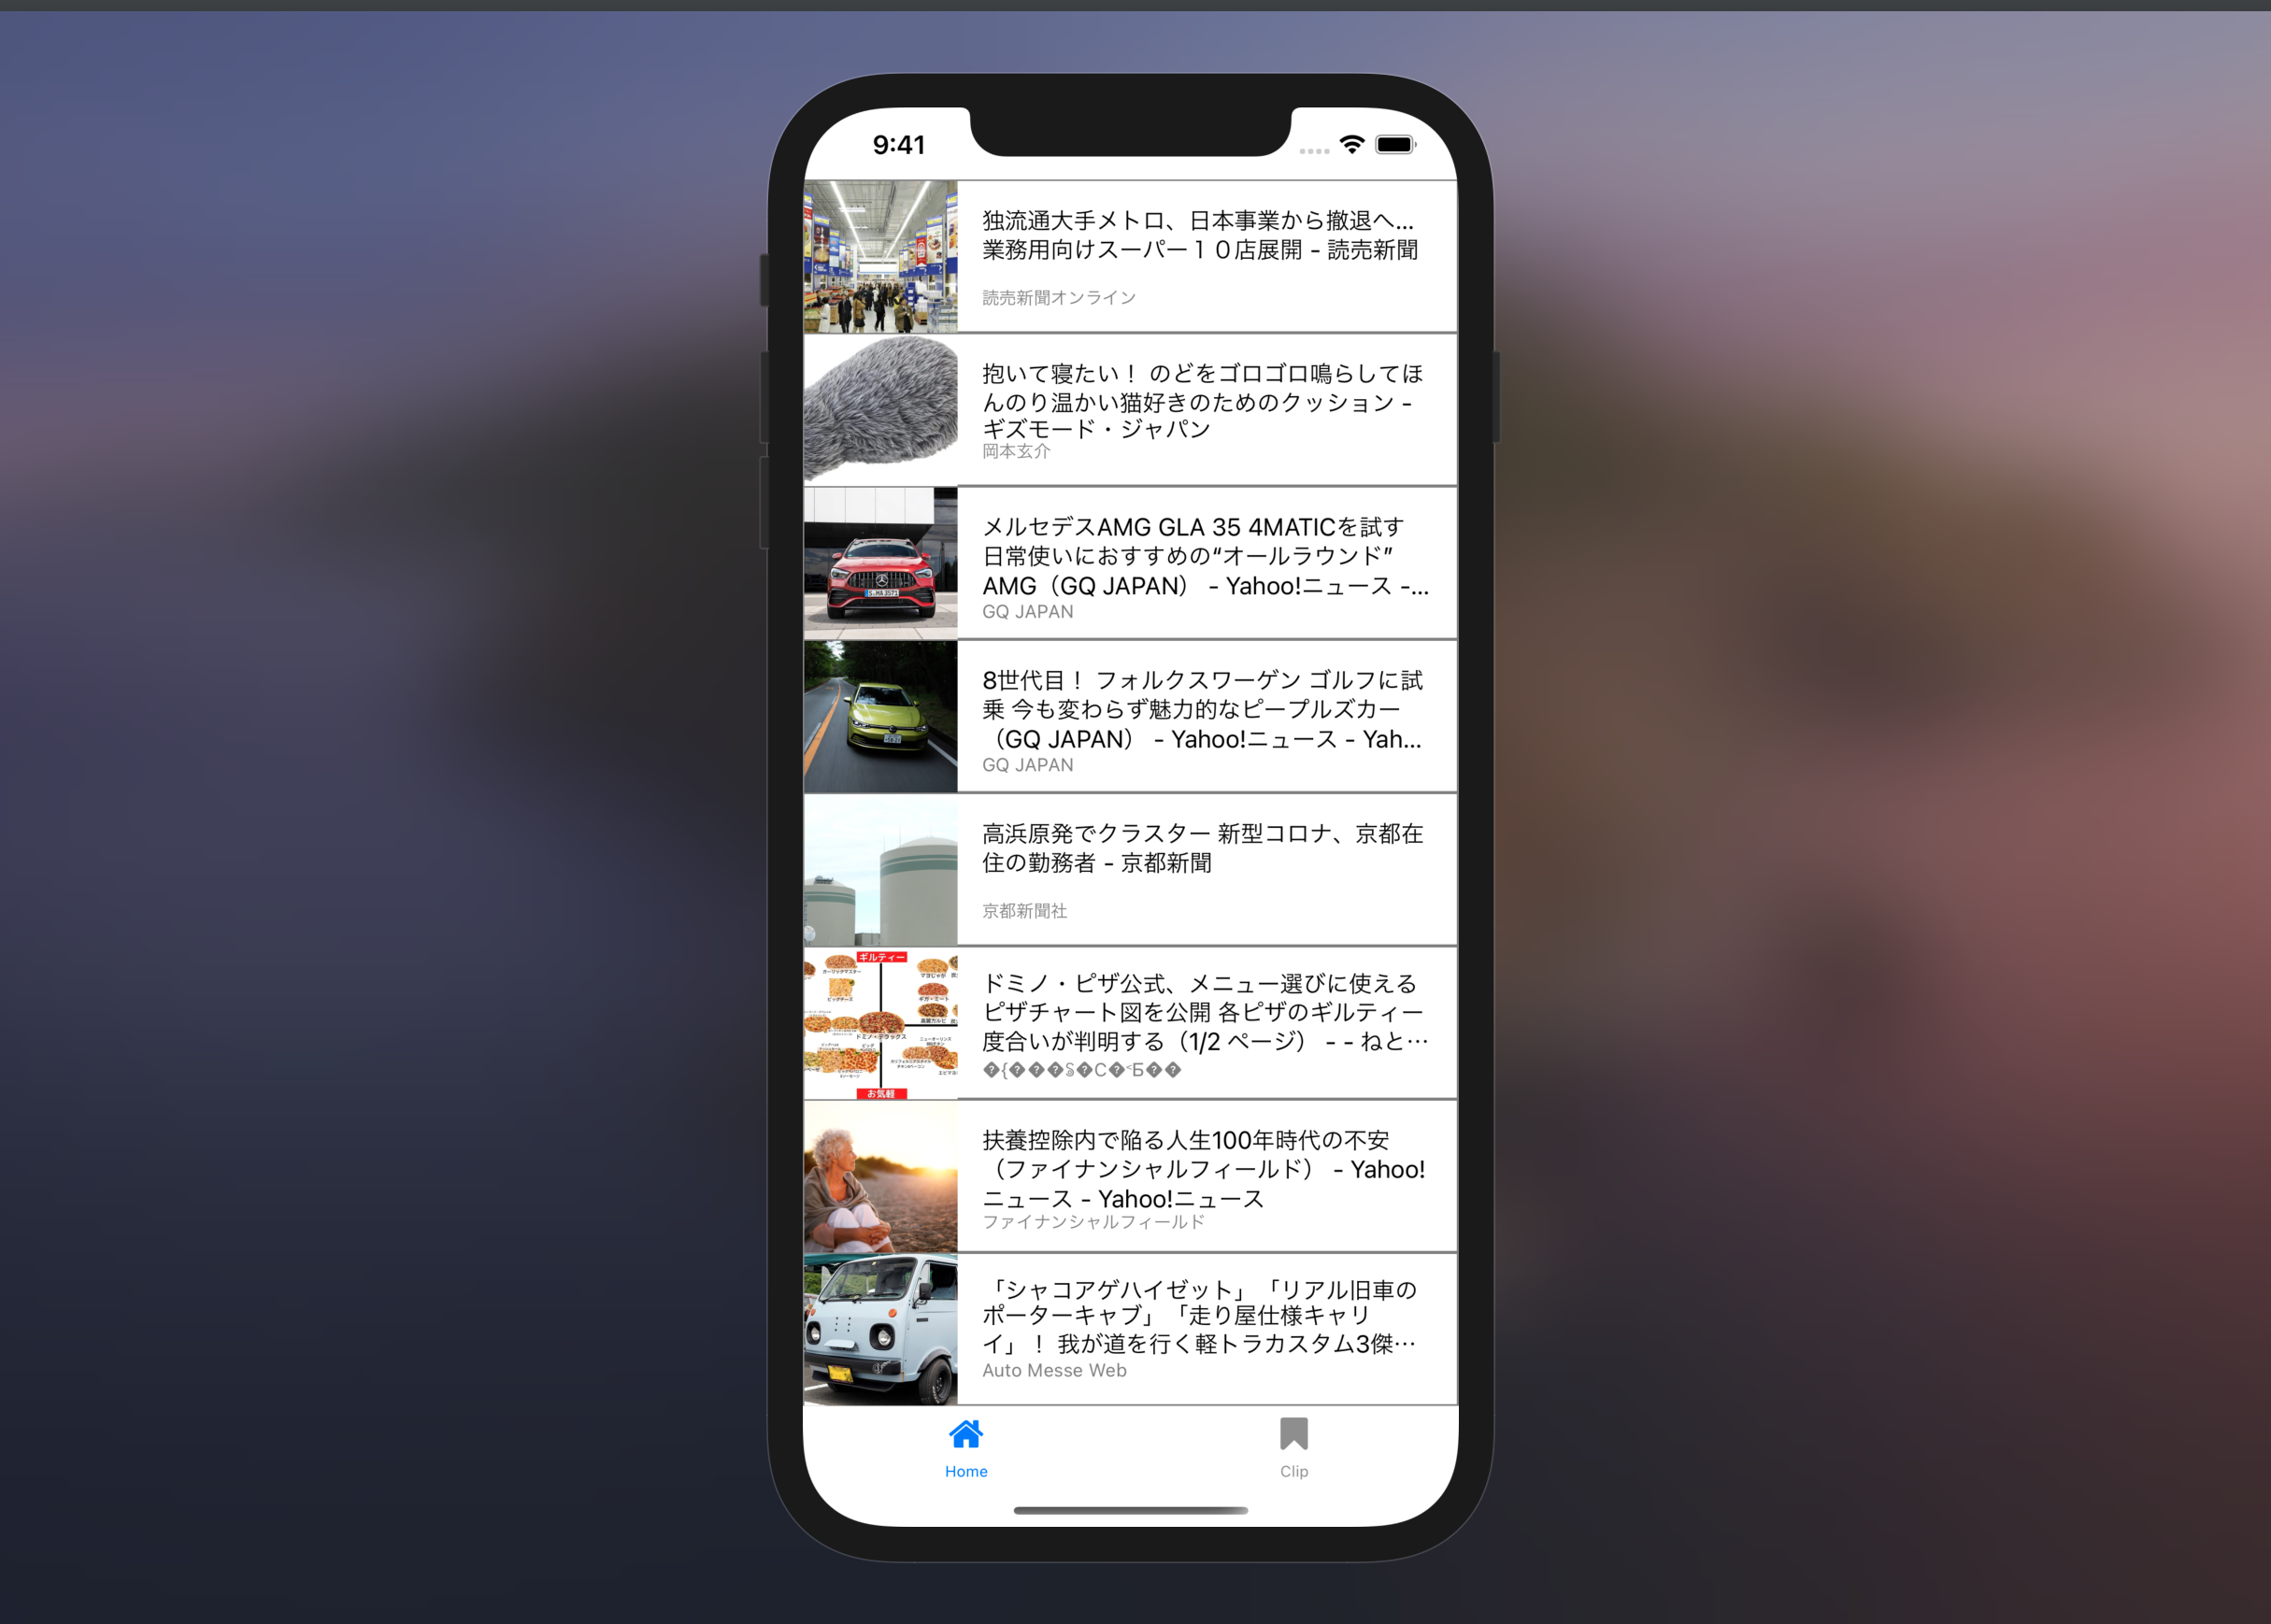 9:41
独流通大手メトロ、日本事業から撤退へ...
業務用向けスーパー１０店展開 - 読売新聞
読売新聞オンライン
抱いて寝たい！ のどをゴロゴロ鳴らしてほ
んのり温かい猫好きのためのクッション -
ギズモード・ジャパン
岡本玄介
メルセデスAMG GLA 35 4MATICを試す
日常使いにおすすめの“オールラウンド”
AMG（GQ JAPAN） - Yahoo!ニュース -...
GQ JAPAN
8世代目！ フォルクスワーゲン ゴルフに試
乗 今も変わらず魅力的なピープルズカー
（GQ JAPAN） - Yahoo!ニュース - Yah...
GQ JAPAN
高浜原発でクラスター 新型コロナ、京都在
住の勤務者 - 京都新聞
京都新聞社
ギルティー
ドミノ・デラックス
お気軽
ドミノ・ピザ公式、メニュー選びに使える
ピザチャート図を公開 各ピザのギルティー
度合いが判明する（1/2 ページ） - - ねと…
扶養控除内で陥る人生100年時代の不安
（ファイナンシャルフィールド） - Yahoo!
ニュース - Yahoo!ニュース
ファイナンシャルフィールド
「シャコアゲハイゼット」「リアル旧車の
ポーターキャブ」「走り屋仕様キャリ
イ」！ 我が道を行く軽トラカスタム3傑…
Auto Messe Web
Home
Clip